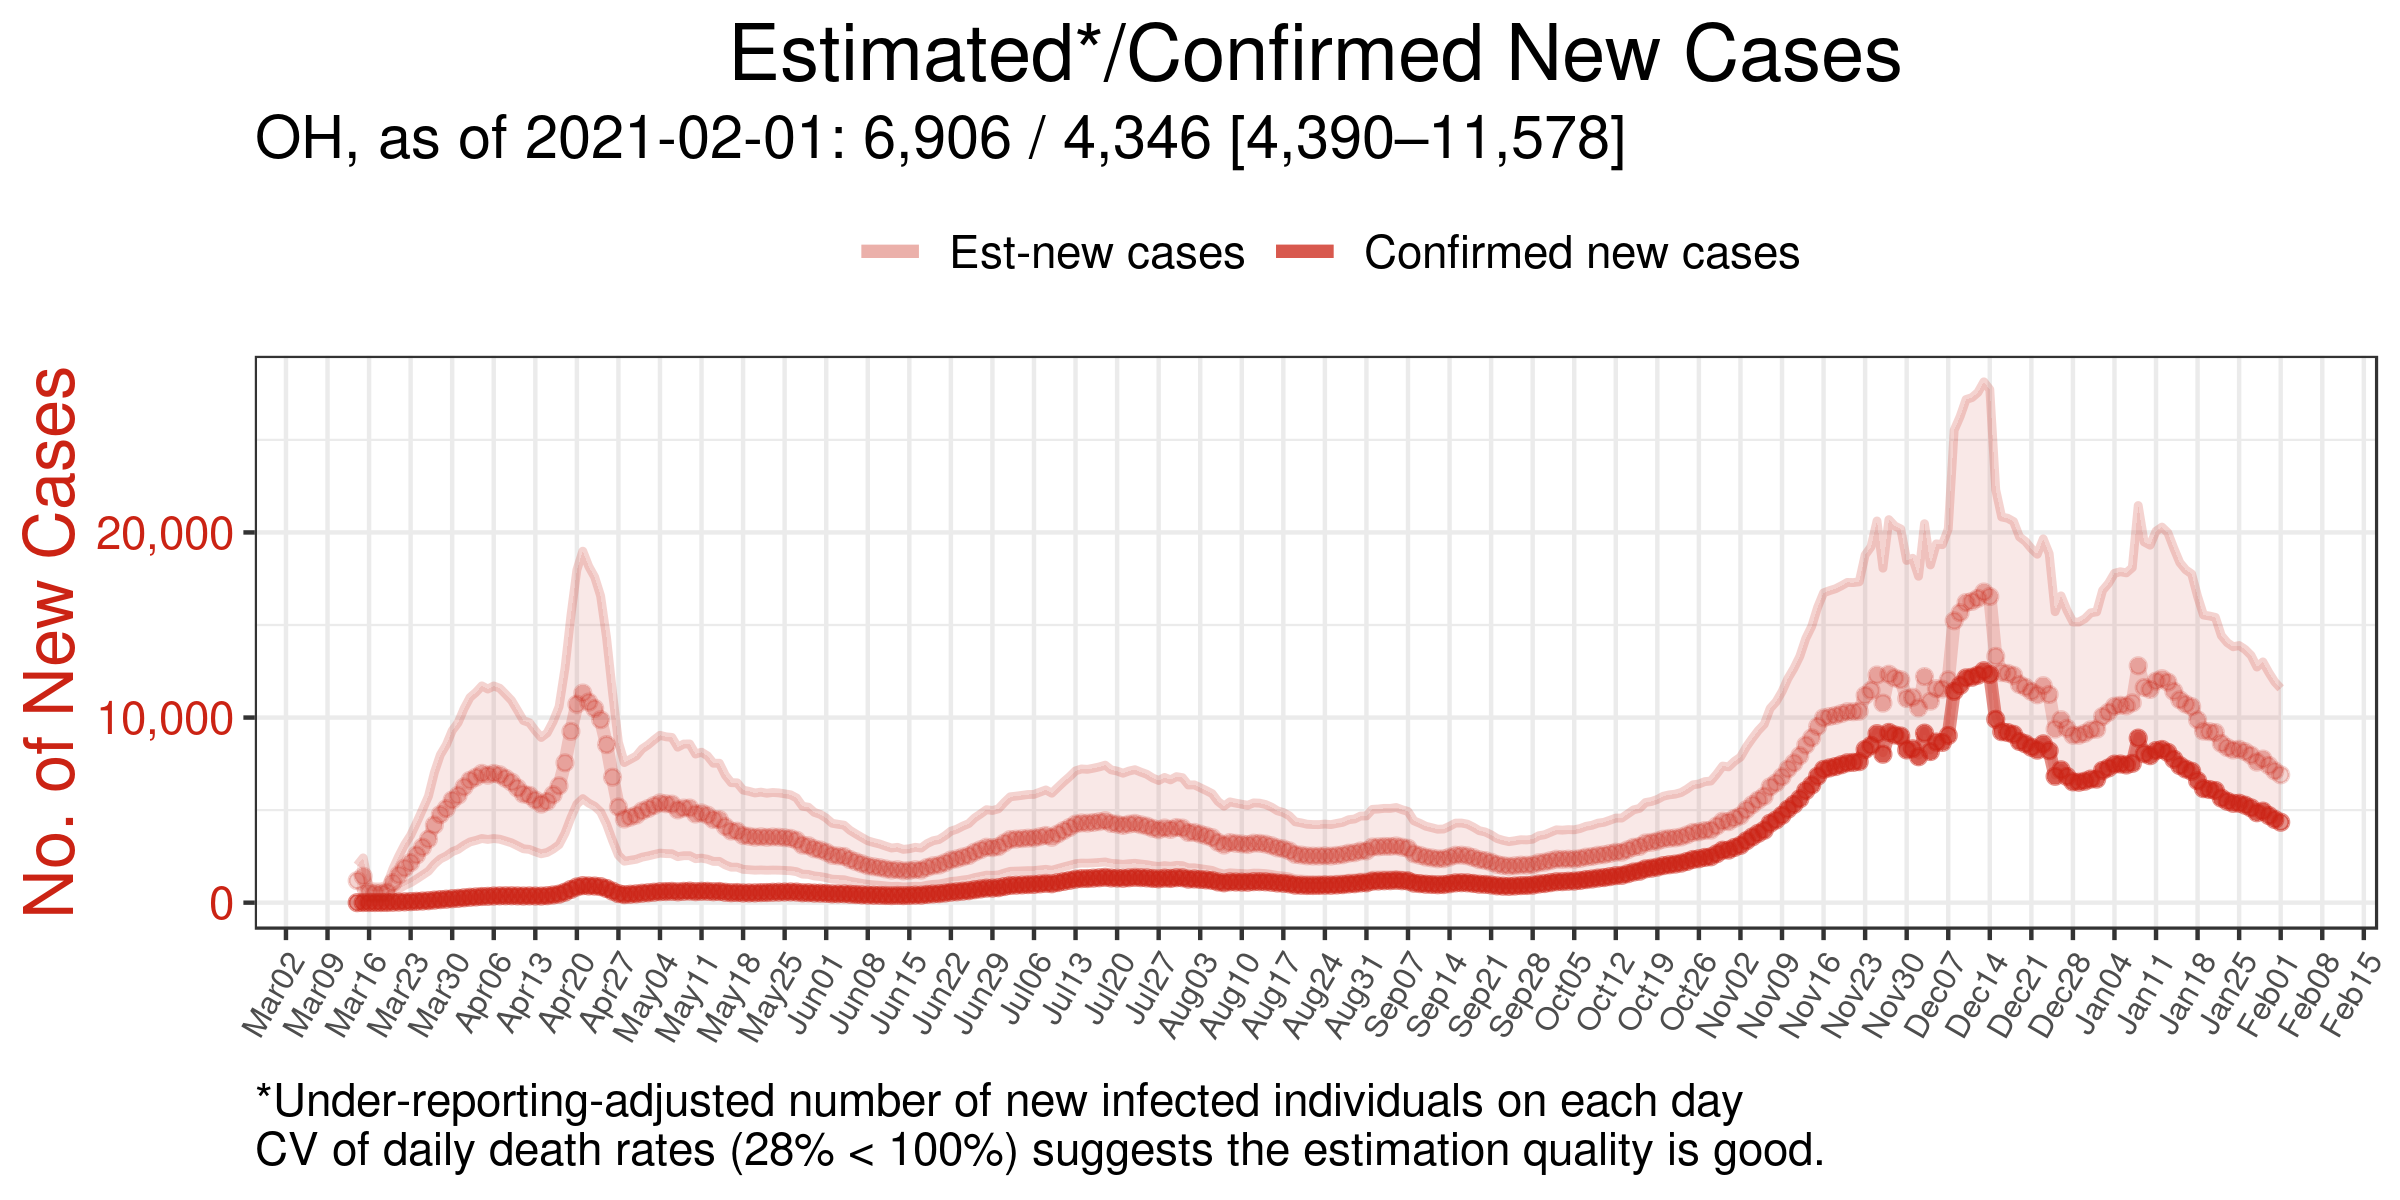 Estimated*/Confirmed New Cases
OH, as of 2021-02-01: 6,906 / 4,346 [4,390–11,578]
Est-new cases
Confirmed new cases
No. of New Cases
20,000
10,000
0
Mar02
Mar09
Mar16
Mar23
Mar30
Apr06
Apr13
Apr20
Apr27
May04
May11
May18
May25
Jun01
Jun08
Jun15
Jun22
Jun29
Jul06
Jul13
Jul20
Jul27
Aug03
Aug10
Aug17
Aug24
Aug31
Sep07
Sep14
Sep21
Sep28
Oct05
Oct12
Oct19
Oct26
Nov02
Nov09
Nov16
Nov23
Nov30
Dec07
Dec14
Dec21
Dec28
Jan04
Jan11
Jan18
Jan25
Feb01
Feb08
Feb15
*Under-reporting-adjusted number of new infected individuals on each day
CV of daily death rates (28% < 100%) suggests the estimation quality is good.